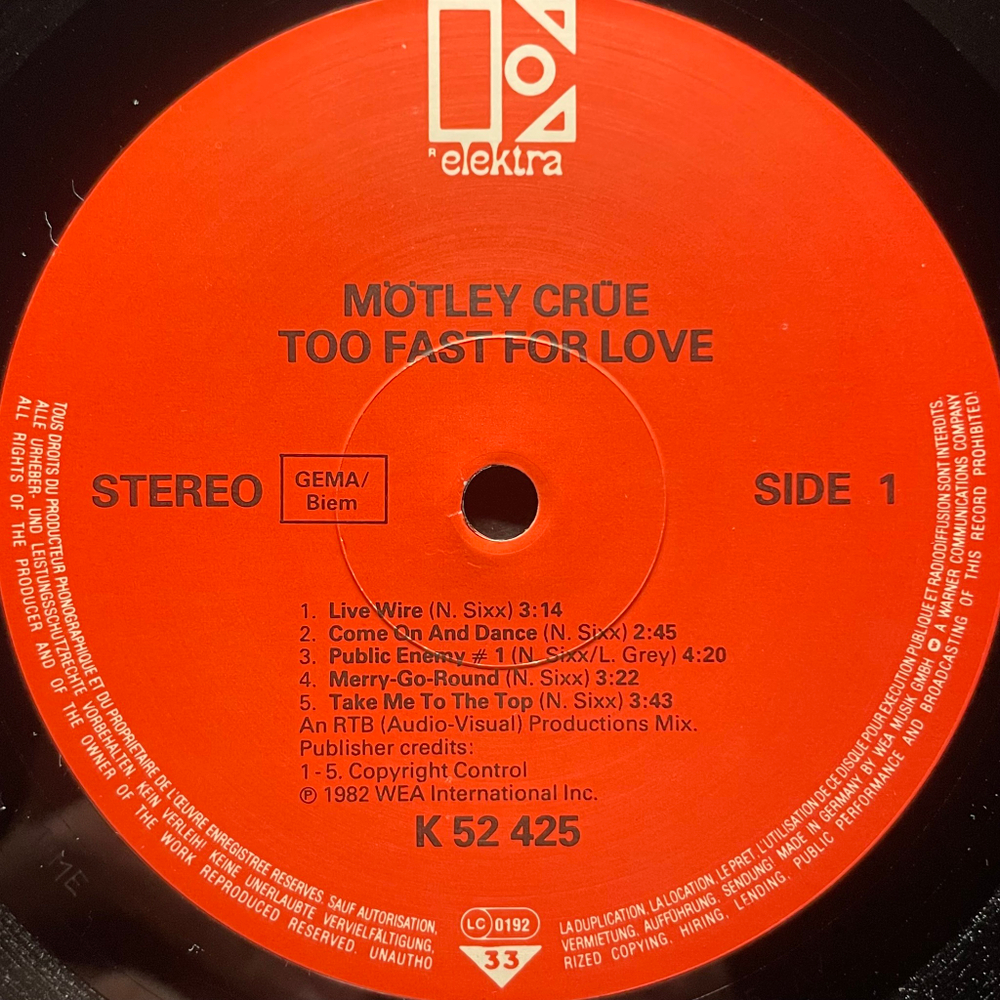 R elektra
MÖTLEY CRÜE
TOO FAST FOR LOVE
STEREO
GEMA/
Biem
SIDE 1
1. Live Wire (N. Sixx) 3:14
2. Come On And Dance (N. Sixx) 2:45
3. Public Enemy # 1 (N. Sixx/L. Grey) 4:20
4. Merry-Go-Round (N. Sixx) 3:22
5. Take Me To The Top (N. Sixx) 3:43
An RTB (Audio-Visual) Productions Mix.
Publisher credits:
1-5. Copyright Control
℗ 1982 WEA International Inc.
K 52 425
TOUS DROITS DU PRODUCTEUR PHONOGRAPHIQUE ET DU PROPRIETAIRE DE L'ŒUVRE ENREGISTREE RESERVES. SAUF AUTORISATION, LA DUPLICATION, LA LOCATION, LE PRET, L'UTILISATION DE CE DISQUE POUR EXECUTION PUBLIQUE ET RADIODIFFUSION SONT INTERDITS.
ALLE URHEBER- UND LEISTUNGSSCHUTZRECHTE VORBEHALTEN. KEIN VERLEIH! KEINE UNERLAUBTE VERVIELFÄLTIGUNG, VERMIETUNG, AUFFÜHRUNG, SENDUNG! MADE IN GERMANY BY WEA MUSIK GMBH A WARNER COMMUNICATIONS COMPANY
ALL RIGHTS OF THE PRODUCER AND OF THE OWNER OF THE WORK REPRODUCED RESERVED. UNAUTHORIZED COPYING, HIRING, LENDING, PUBLIC PERFORMANCE AND BROADCASTING OF THIS RECORD PROHIBITED!
LC 0192
33
ME